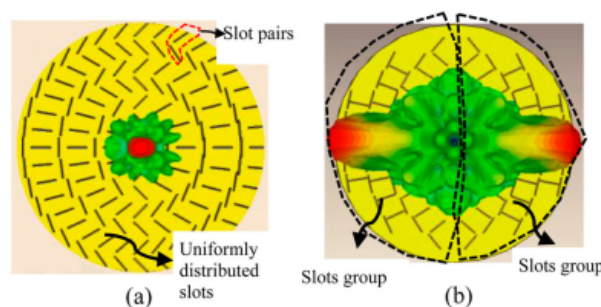 Slot pairs
Uniformly
distributed
slots
(a)
(b)
Slots group
Slots group